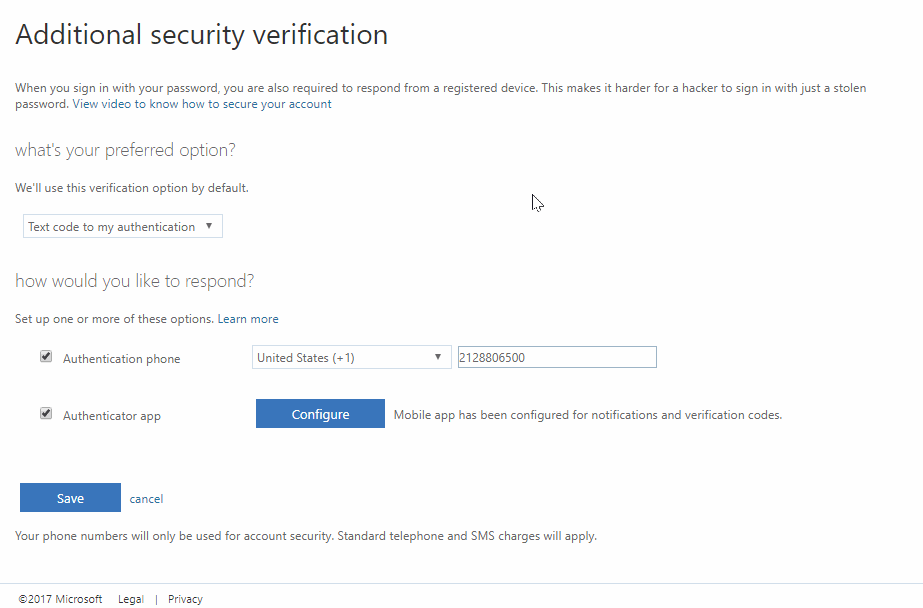 Additional security verification
When you sign in with your password, you are also required to respond from a registered device. This makes it harder for a hacker to sign in with just a stolen
password. View video to know how to secure your account
what's your preferred option?
We'll use this verification option by default.
Text code to my authentication
how would you like to respond?
Set up one or more of these options. Learn more
Authentication phone United States (+1) 2128806500
Authenticator app Configure Mobile app has been configured for notifications and verification codes.
Save cancel
Your phone numbers will only be used for account security. Standard telephone and SMS charges will apply.
©2017 Microsoft Legal | Privacy